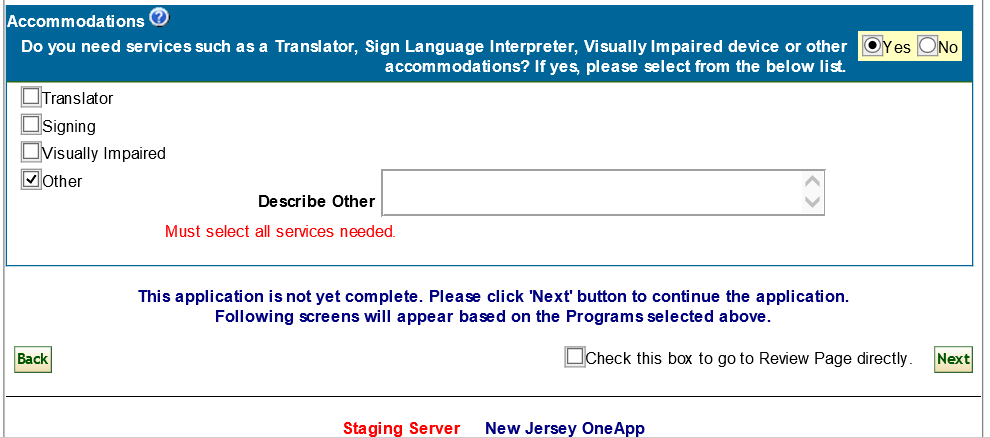 Accommodations ?
Do you need services such as a Translator, Sign Language Interpreter, Visually Impaired device or other
accommodations? If yes, please select from the below list.
Yes No
Translator
Signing
Visually Impaired
Other
Describe Other
Must select all services needed.
This application is not yet complete. Please click 'Next' button to continue the application.
Following screens will appear based on the Programs selected above.
Back Check this box to go to Review Page directly. Next
Staging Server New Jersey OneApp